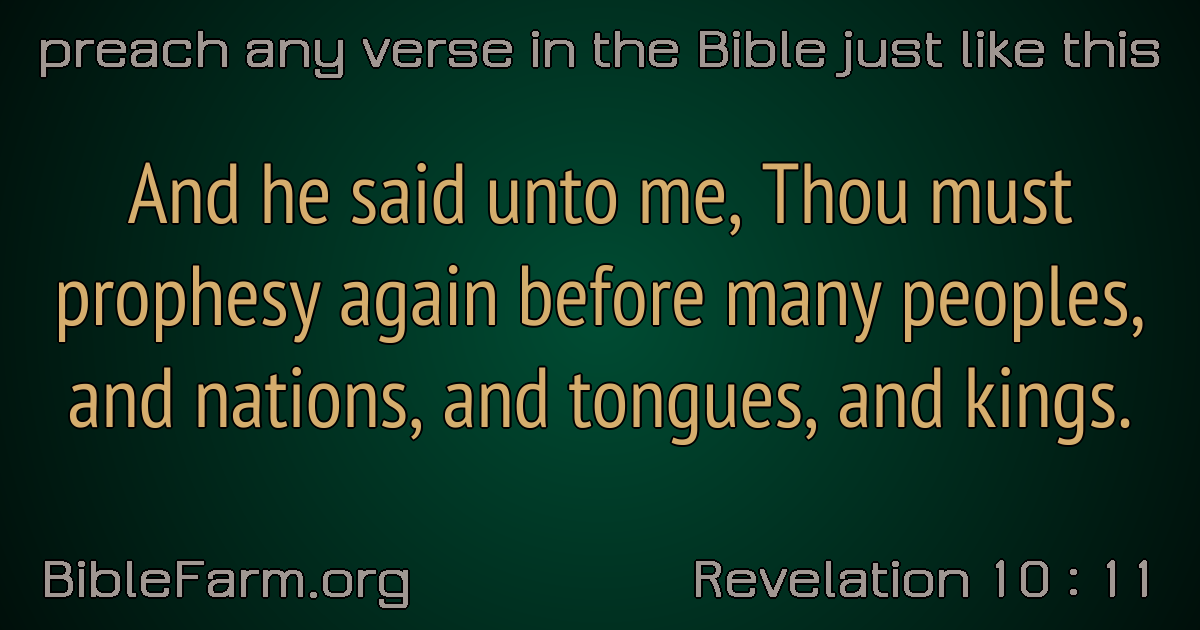 preach any verse in the Bible just like this
And he said unto me, Thou must
prophesy again before many peoples,
and nations, and tongues, and kings.
BibleFarm.org
Revelation 10 : 11